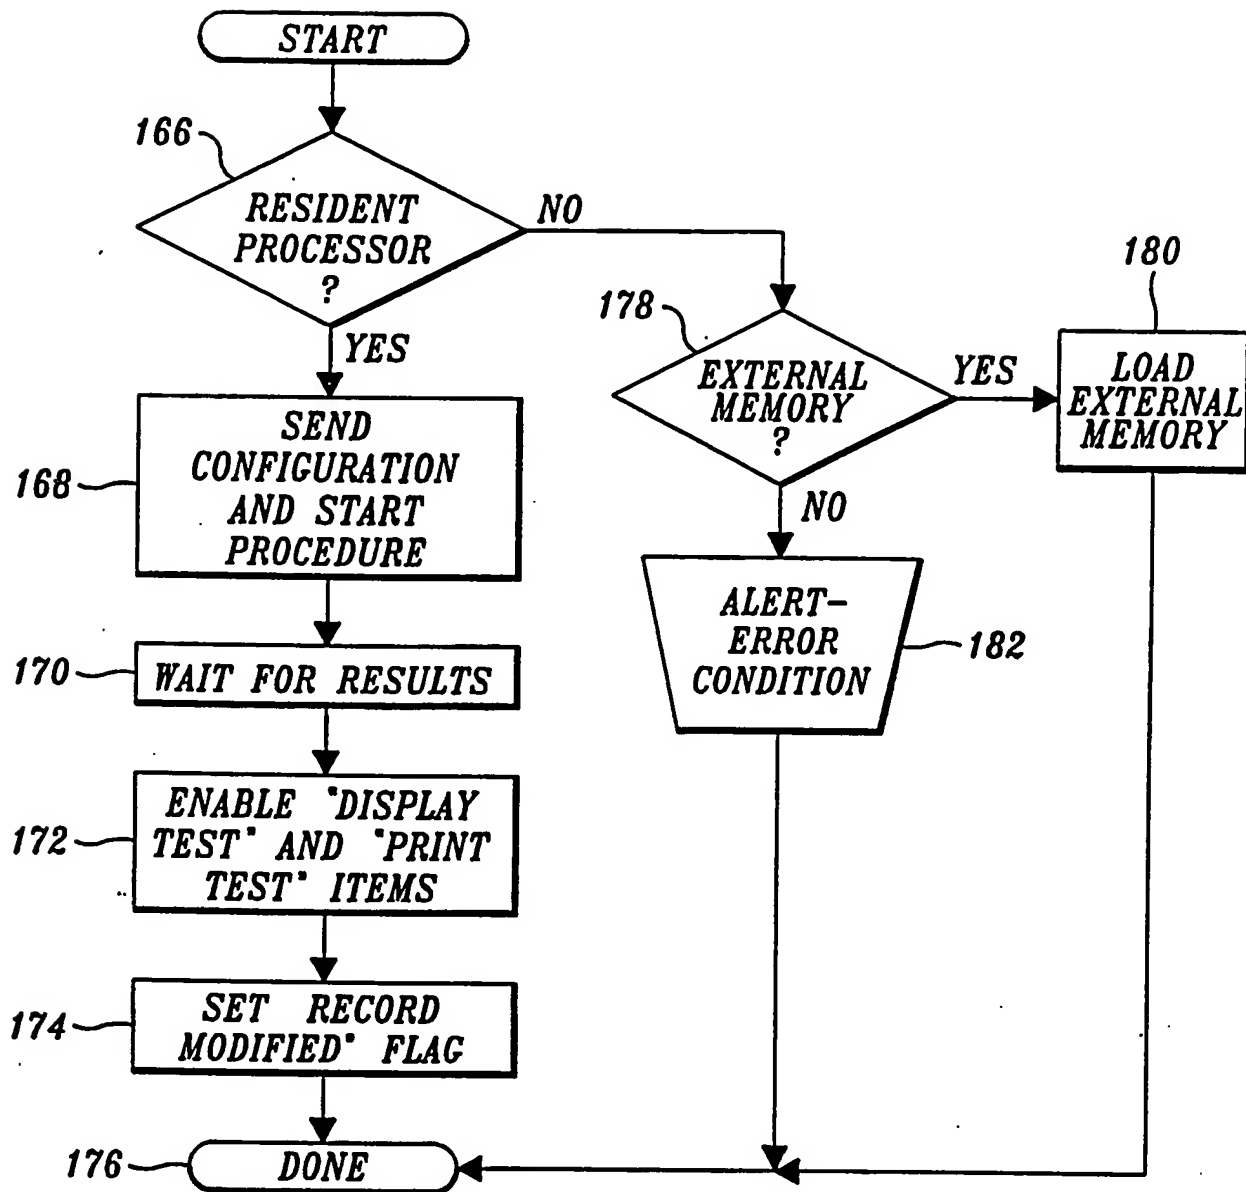 START
166
RESIDENT
PROCESSOR
?
NO
YES
178
EXTERNAL
MEMORY
?
YES
NO
180
LOAD
EXTERNAL
MEMORY
168
SEND
CONFIGURATION
AND START
PROCEDURE
ALERT-
ERROR
CONDITION
182
170
WAIT FOR RESULTS
172
ENABLE "DISPLAY
TEST" AND "PRINT
TEST" ITEMS
174
SET RECORD
MODIFIED" FLAG
176
DONE